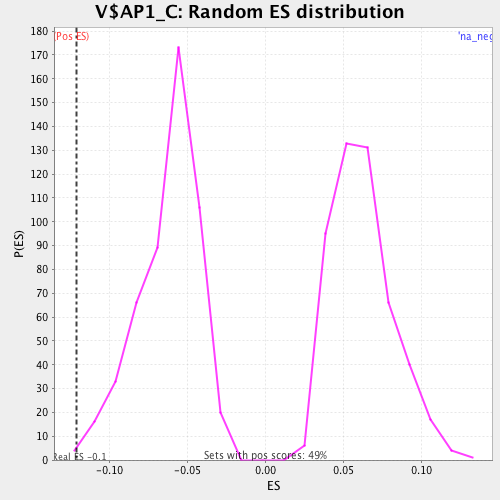 V$AP1_C: Random ES distribution
(Pos ES)
'na_neg
180
170
160
150
140
130
120
110
100
90
80
70
60
50
40
30
20
10
0
P(ES)
Real ES -0.1
Sets with pos scores: 49%
-0.10 -0.05 0.00 0.05 0.10
ES